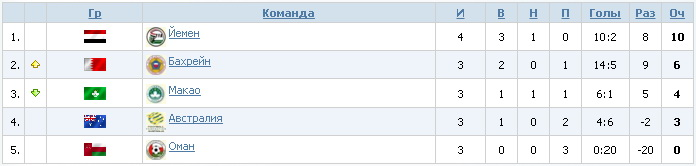 Гр Команда И В Н П Голы Раз Оч
1. Йемен 4 3 1 0 10:2 8 10
2. Бахрейн 3 2 0 1 14:5 9 6
3. Макао 3 1 1 1 6:1 5 4
4. Австралия 3 1 0 2 4:6 -2 3
5. Оман 3 0 0 3 0:20 -20 0